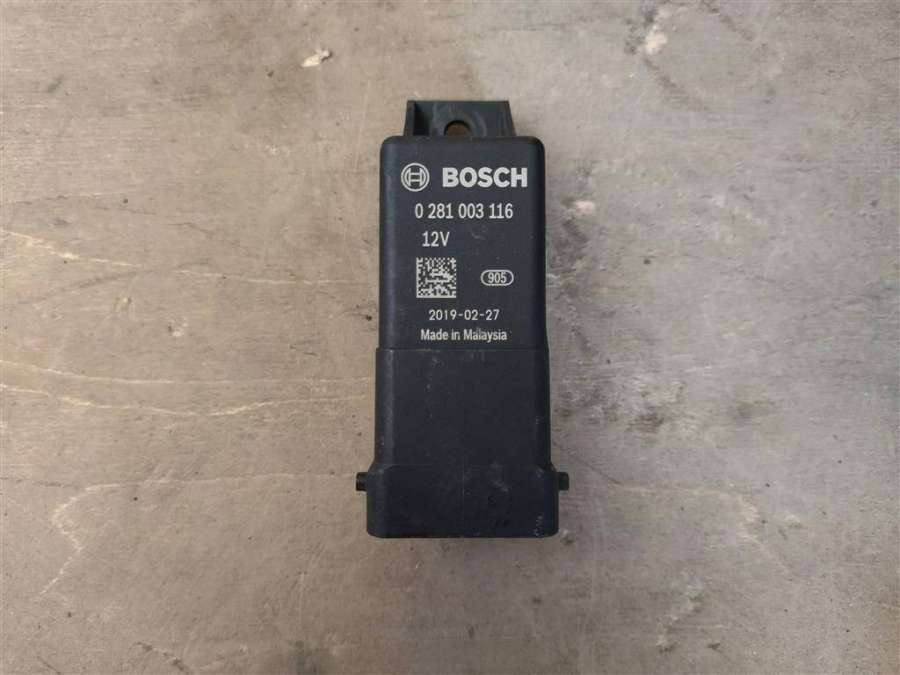 BOSCH
0 281 003 116
12V
905
2019-02-27
Made in Malaysia